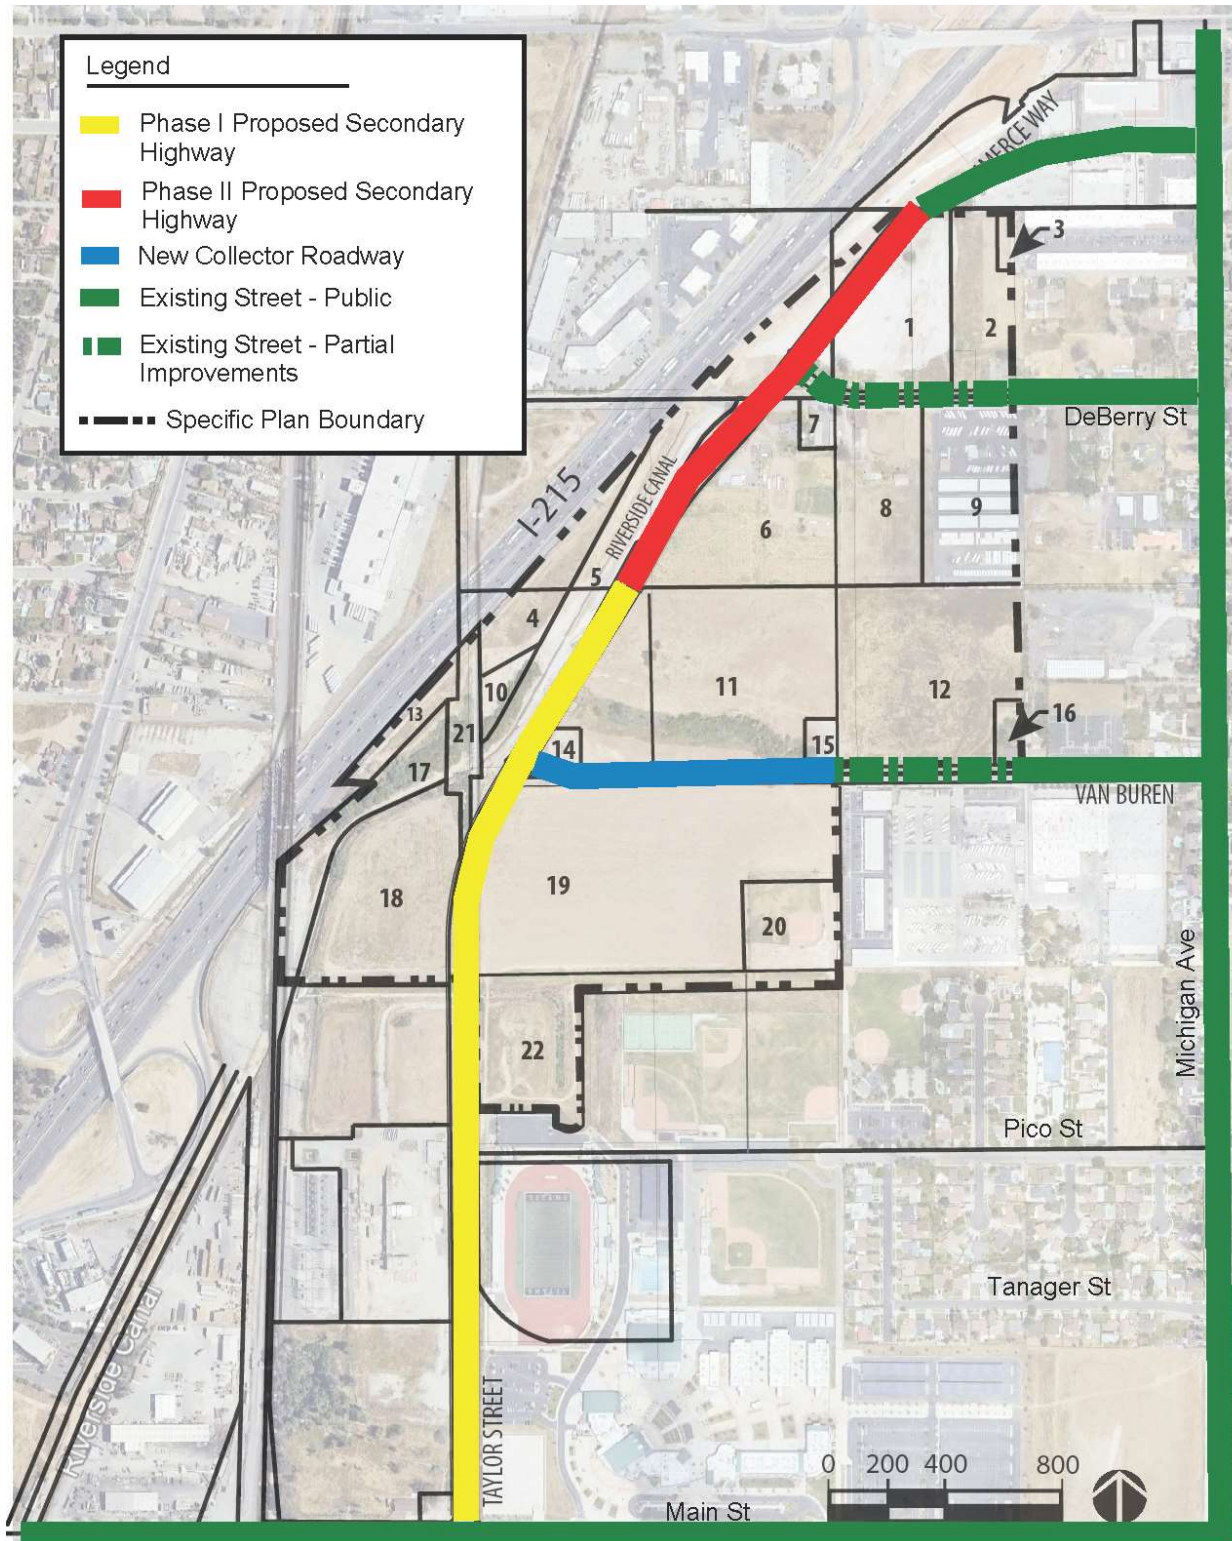 Legend
Phase I Proposed Secondary
Highway
Phase II Proposed Secondary
Highway
New Collector Roadway
Existing Street - Public
Existing Street - Partial
Improvements
Specific Plan Boundary
MERCE WAY
3
1
2
DeBerry St
7
I-215
RIVERSIDE CANAL
6
8
9
5
4
11
12
10
13
21
14
15
16
17
VAN BUREN
18
19
20
Michigan Ave
22
Pico St
Tanager St
Riverside Canal
TAYLOR STREET
0 200 400 800
Main St